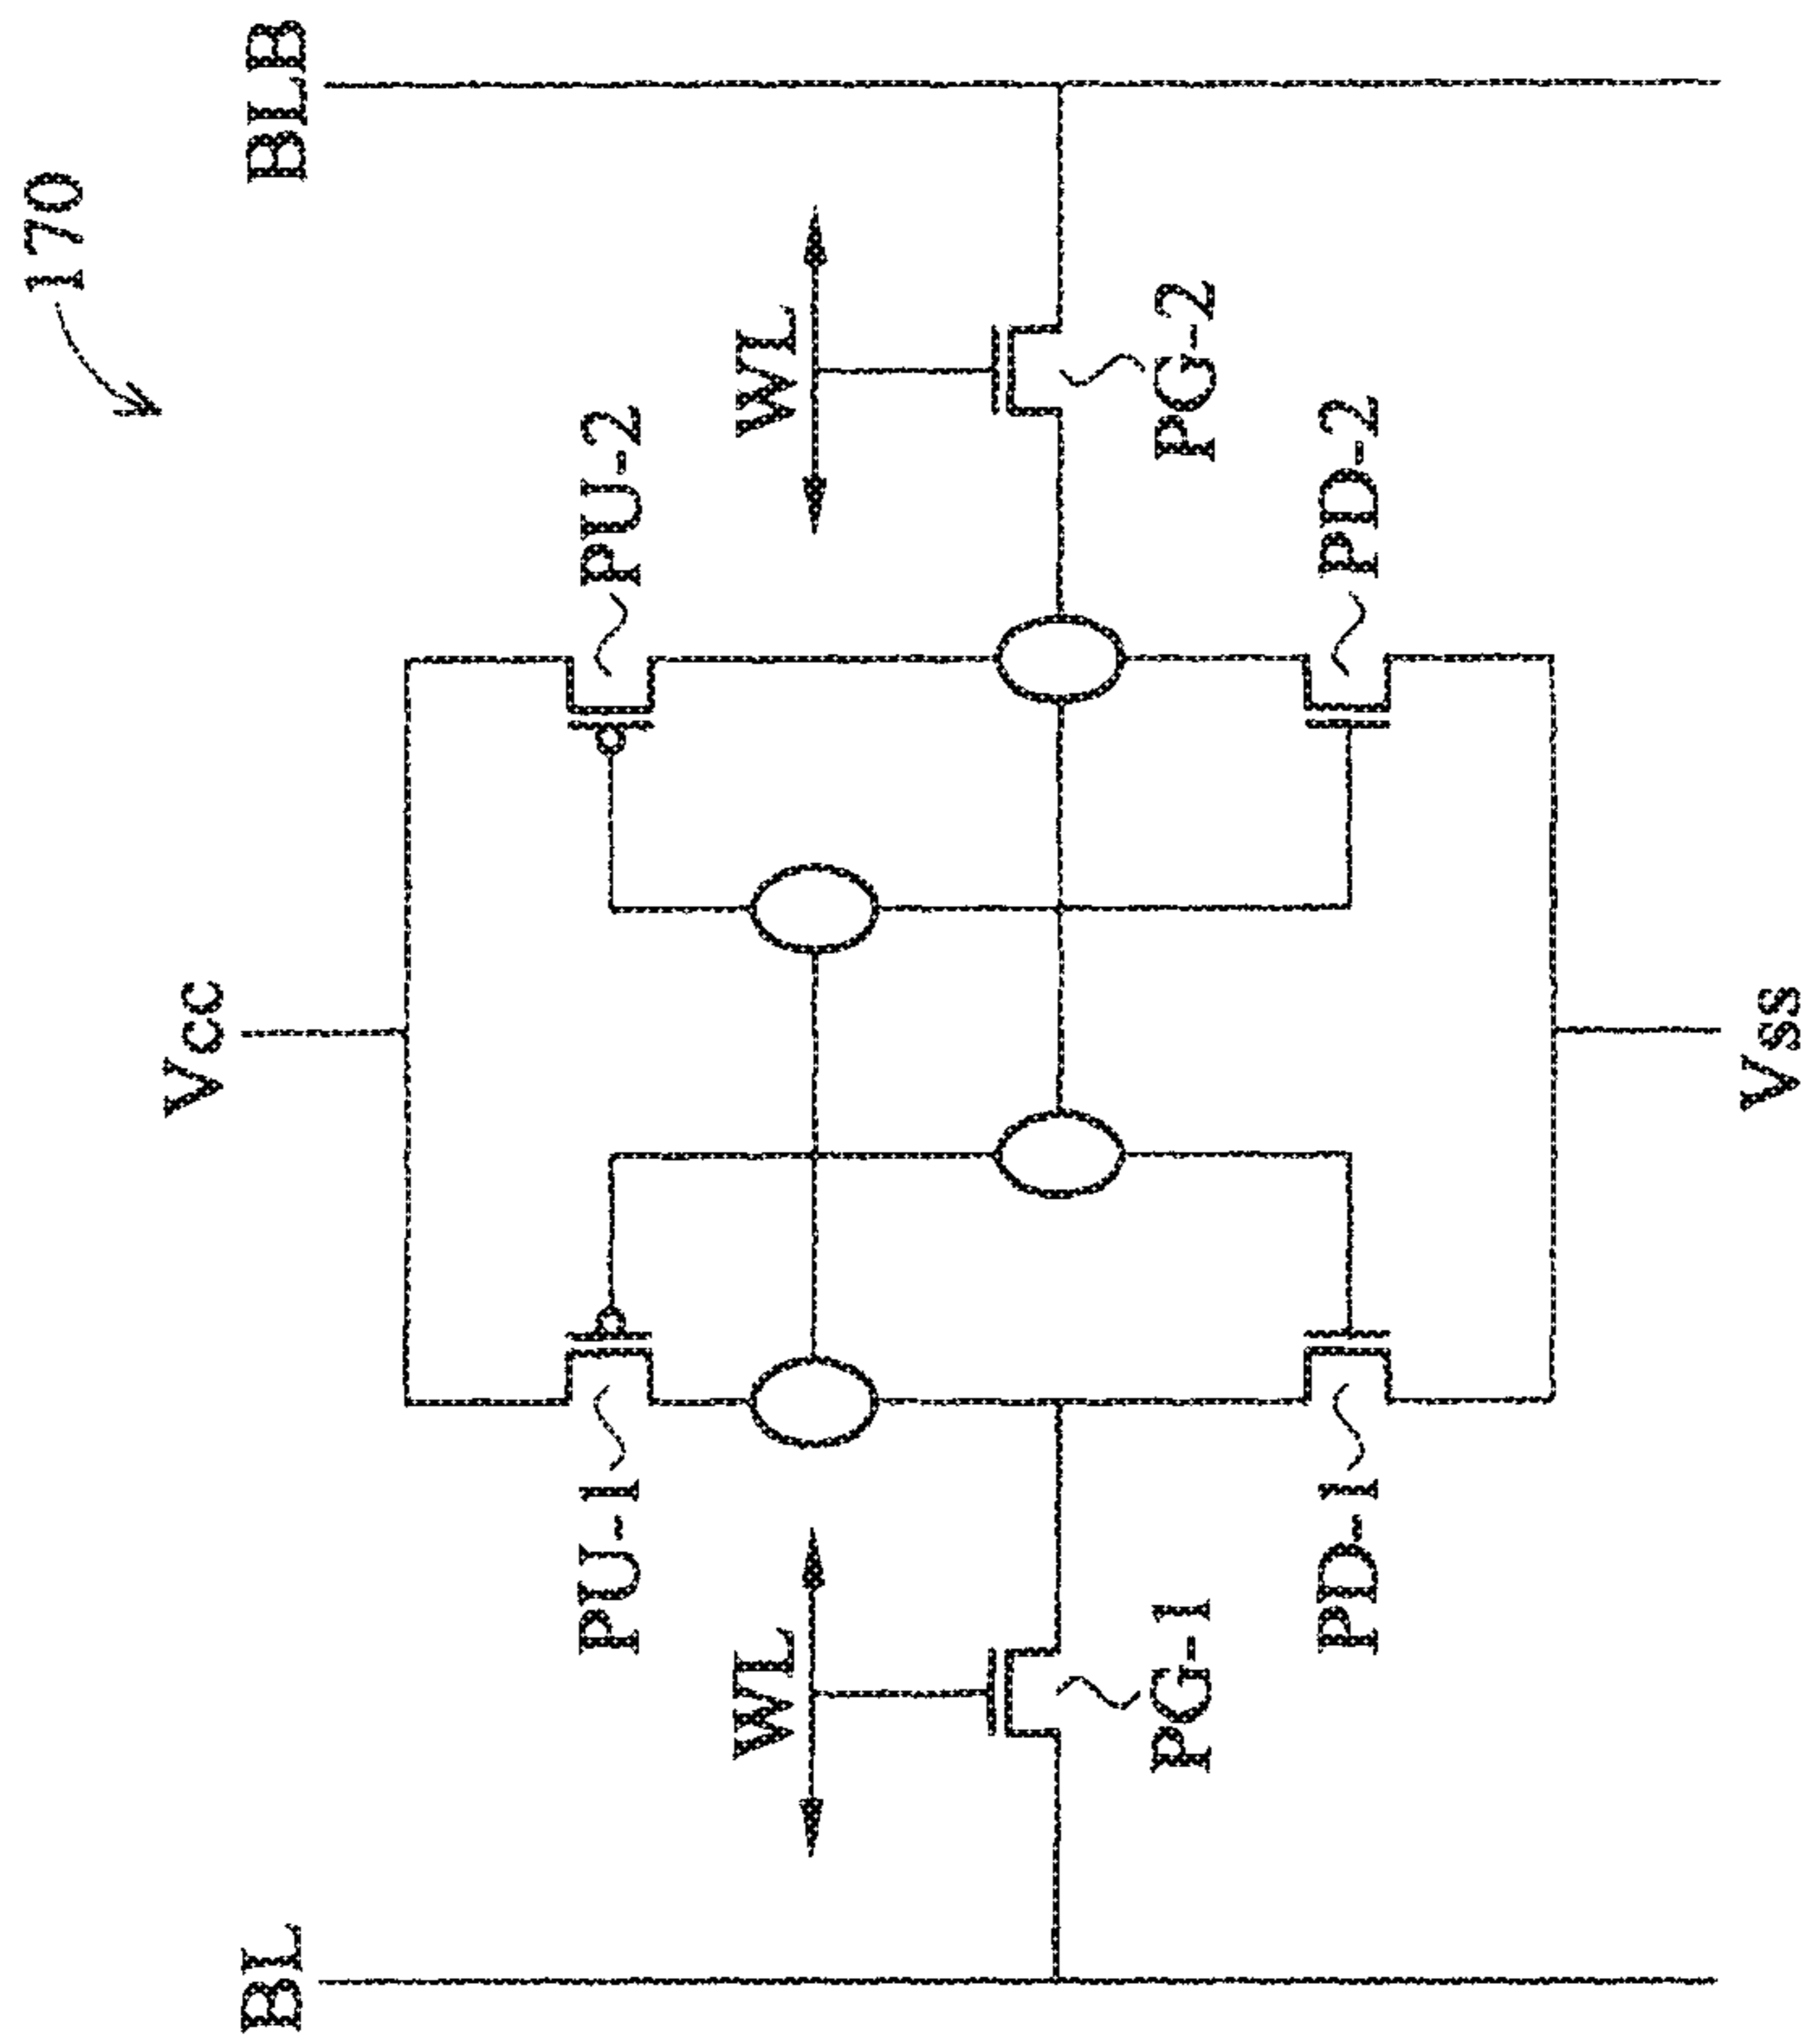 170
Vcc
BL
BLB
PU-1
PU-2
WL
WL
PG-1
PG-2
PD-1
PD-2
Vss